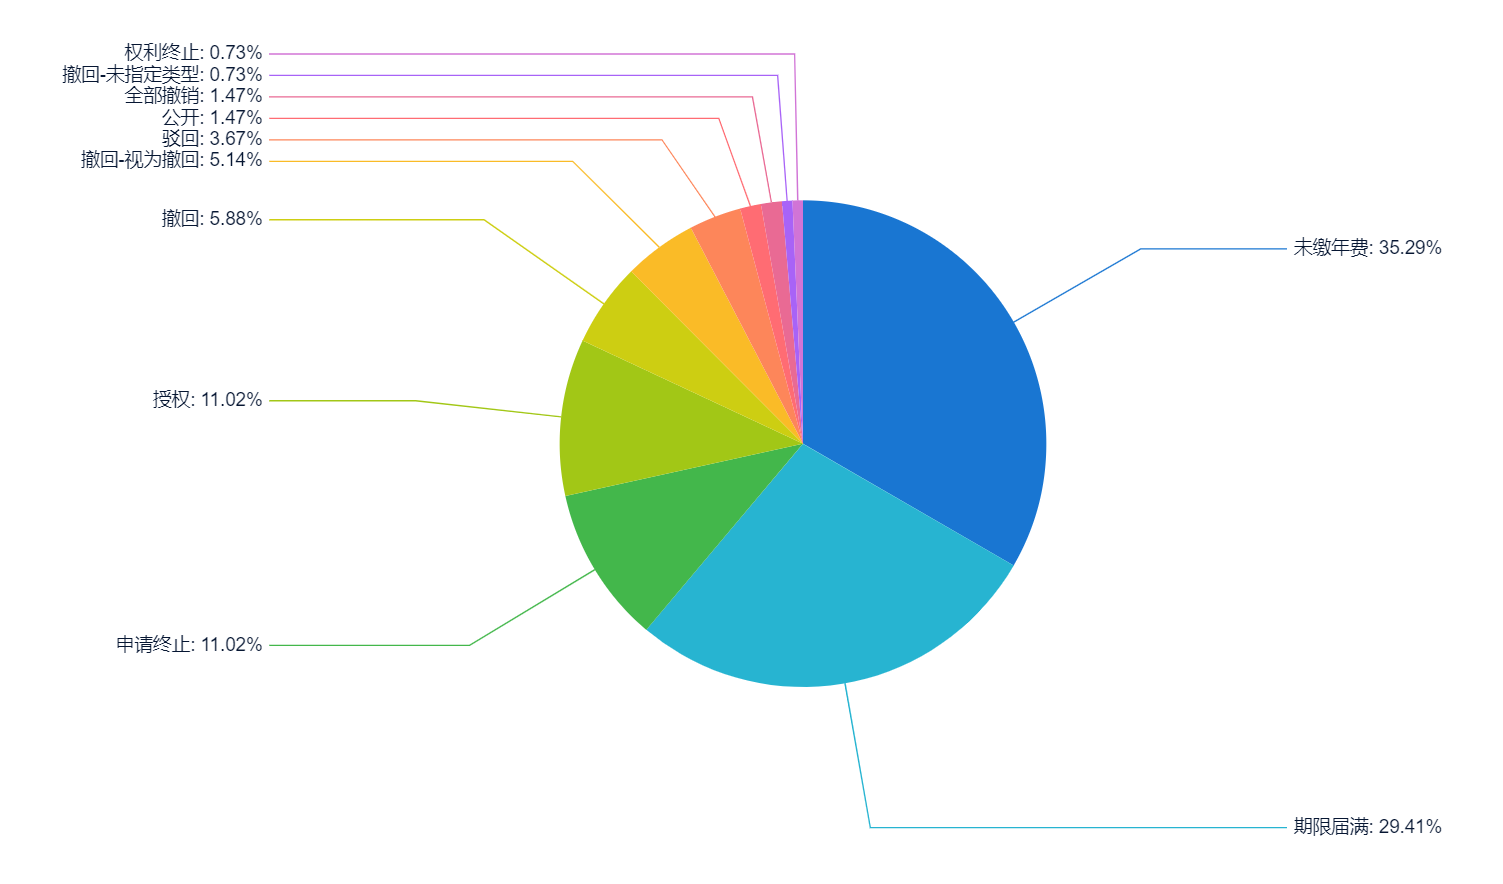 权利终止: 0.73%
撤回-未指定类型: 0.73%
全部撤销: 1.47%
公开: 1.47%
驳回: 3.67%
撤回-视为撤回: 5.14%
撤回: 5.88%
未缴年费: 35.29%
授权: 11.02%
申请终止: 11.02%
期限届满: 29.41%